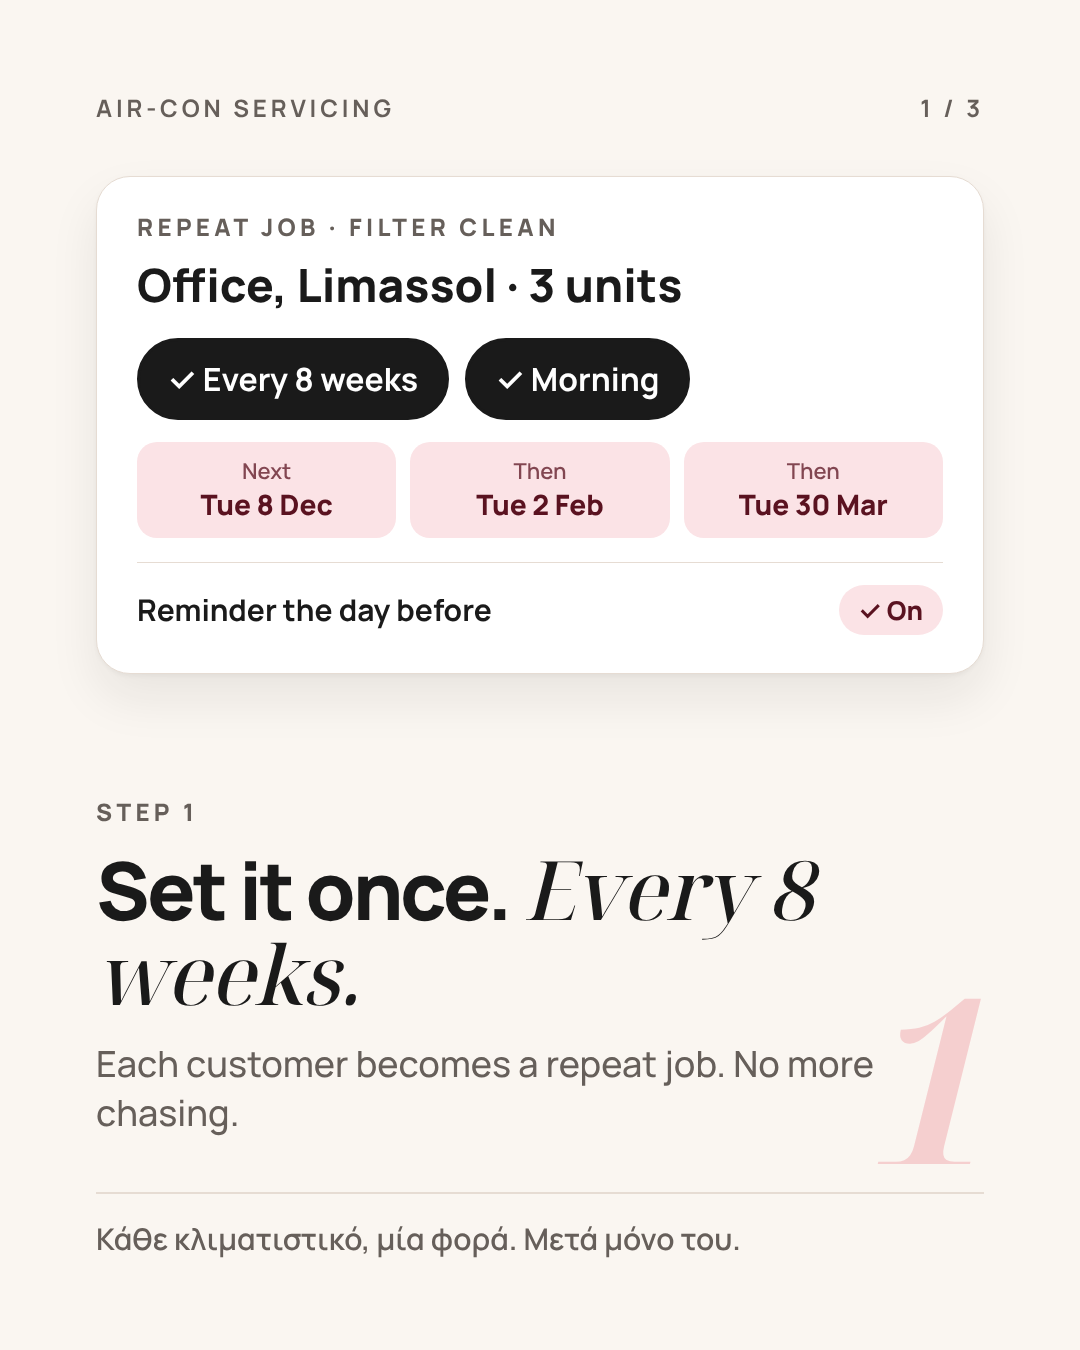 AIR-CON SERVICING
1 / 3
REPEAT JOB · FILTER CLEAN
Office, Limassol · 3 units
✓ Every 8 weeks
✓ Morning
Next
Tue 8 Dec
Then
Tue 2 Feb
Then
Tue 30 Mar
Reminder the day before
✓ On
STEP 1
Set it once. Every 8
weeks.
Each customer becomes a repeat job. No more
chasing.
1
Κάθε κλιματιστικό, μία φορά. Μετά μόνο του.